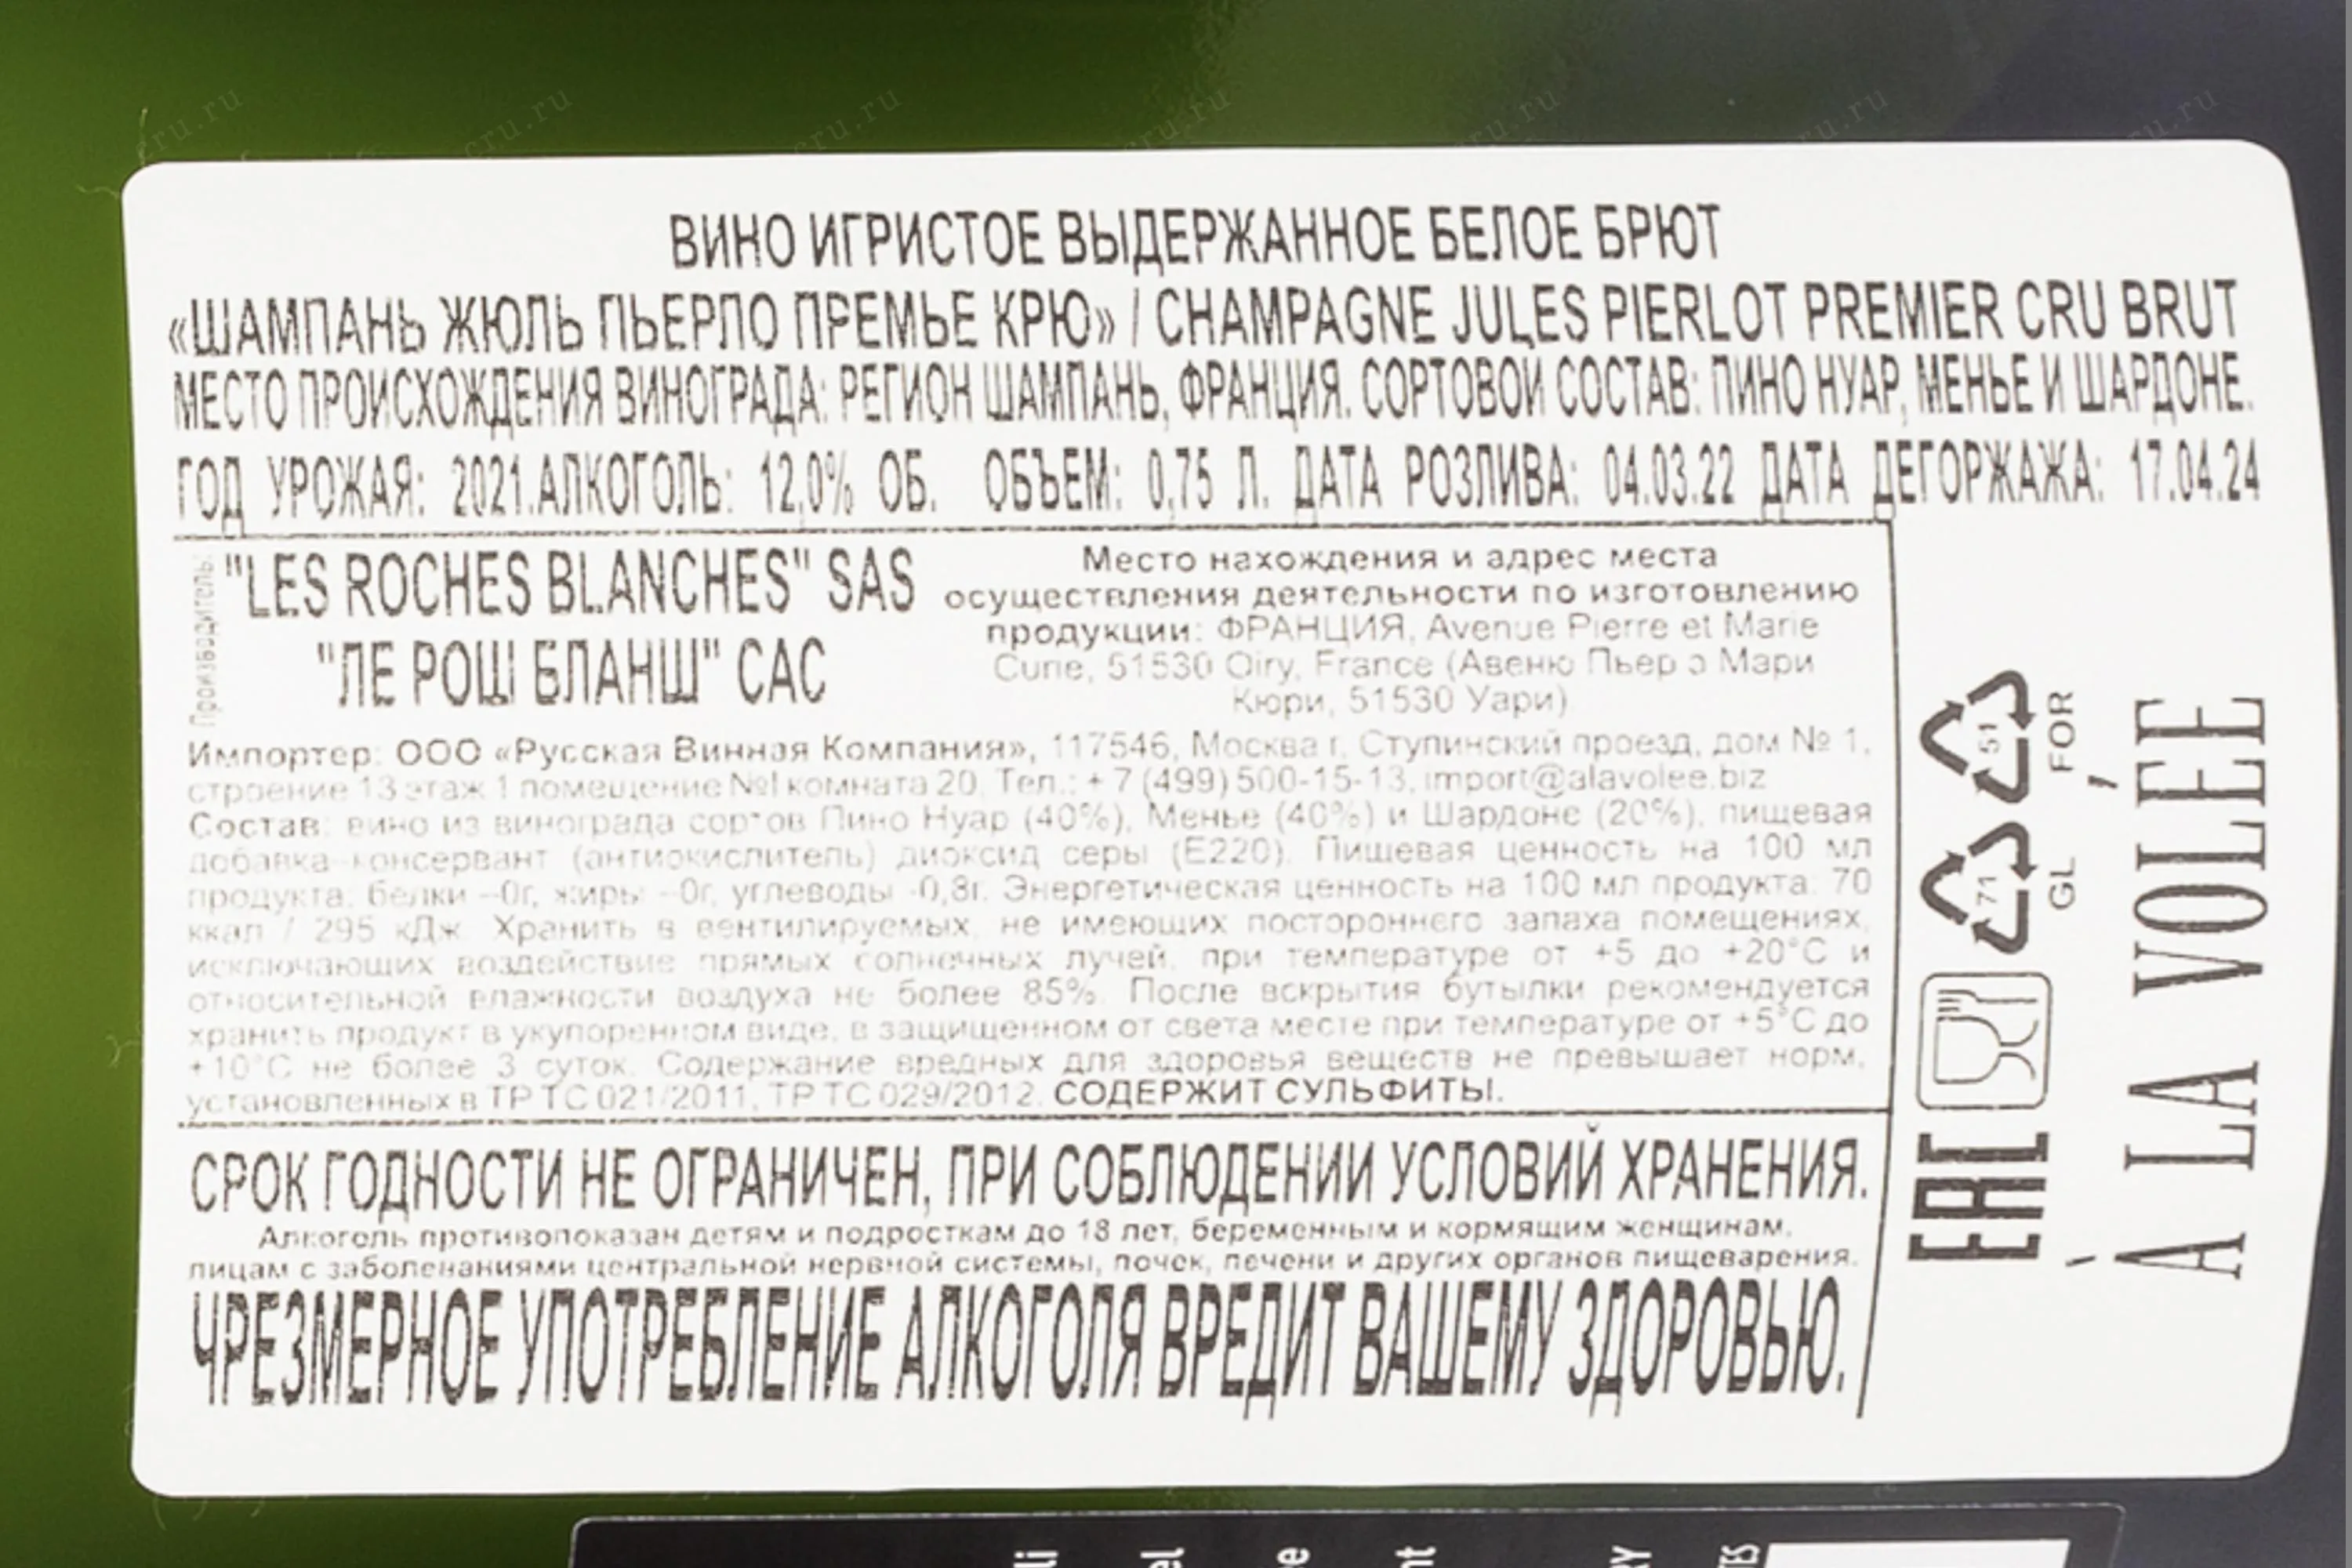 ВИНО ИГРИСТОЕ ВЫДЕРЖАННОЕ БЕЛОЕ БРЮТ
«ШАМПАНЬ ЖЮЛЬ ПЬЕРЛО ПРЕМЬЕ КРЮ» / CHAMPAGNE JULES PIERLOT PREMIER CRU BRUT
МЕСТО ПРОИСХОЖДЕНИЯ ВИНОГРАДА: РЕГИОН ШАМПАНЬ, ФРАНЦИЯ. СОРТОВОЙ СОСТАВ: ПИНО НУАР, МЕНЬЕ И ШАРДОНЕ.
ГОД УРОЖАЯ: 2021.АЛКОГОЛЬ: 12,0% ОБ. ОБЪЕМ: 0,75 Л. ДАТА РОЗЛИВА: 04.03.22 ДАТА ДЕГОРЖАЖА: 17.04.24
Производитель:
"LES ROCHES BLANCHES" SAS
"ЛЕ РОШ БЛАНШ" САС
Место нахождения и адрес места
осуществления деятельности по изготовлению
продукции: ФРАНЦИЯ, Avenue Pierre et Marie
Curie, 51530 Oiry, France (Авеню Пьер э Мари
Кюри, 51530 Уари)
Импортер: ООО «Русская Винная Компания», 117546, Москва г, Ступинский проезд, дом № 1,
строение 13 этаж 1 помещение №I комната 20. Тел.: + 7 (499) 500-15-13, import@alavolee.biz
Состав: вино из винограда сортов Пино Нуар (40%), Менье (40%) и Шардоне (20%), пищевая
добавка-консервант (антиокислитель) диоксид серы (Е220). Пищевая ценность на 100 мл
продукта: белки –0г, жиры –0г, углеводы -0,8г. Энергетическая ценность на 100 мл продукта: 70
ккал / 295 кДж. Хранить в вентилируемых, не имеющих постороннего запаха помещениях,
исключающих воздействие прямых солнечных лучей, при температуре от +5 до +20°С и
относительной влажности воздуха не более 85%. После вскрытия бутылки рекомендуется
хранить продукт в укупоренном виде, в защищенном от света месте при температуре от +5°С до
+10°С не более 3 суток. Содержание вредных для здоровья веществ не превышает норм,
установленных в ТР ТС 021/2011, ТР ТС 029/2012. СОДЕРЖИТ СУЛЬФИТЫ.
СРОК ГОДНОСТИ НЕ ОГРАНИЧЕН, ПРИ СОБЛЮДЕНИИ УСЛОВИЙ ХРАНЕНИЯ.
Алкоголь противопоказан детям и подросткам до 18 лет, беременным и кормящим женщинам,
лицам с заболеваниями центральной нервной системы, почек, печени и других органов пищеварения.
ЧРЕЗМЕРНОЕ УПОТРЕБЛЕНИЕ АЛКОГОЛЯ ВРЕДИТ ВАШЕМУ ЗДОРОВЬЮ.
EAC
71
GL
51
FOR
À LA VOLÉE